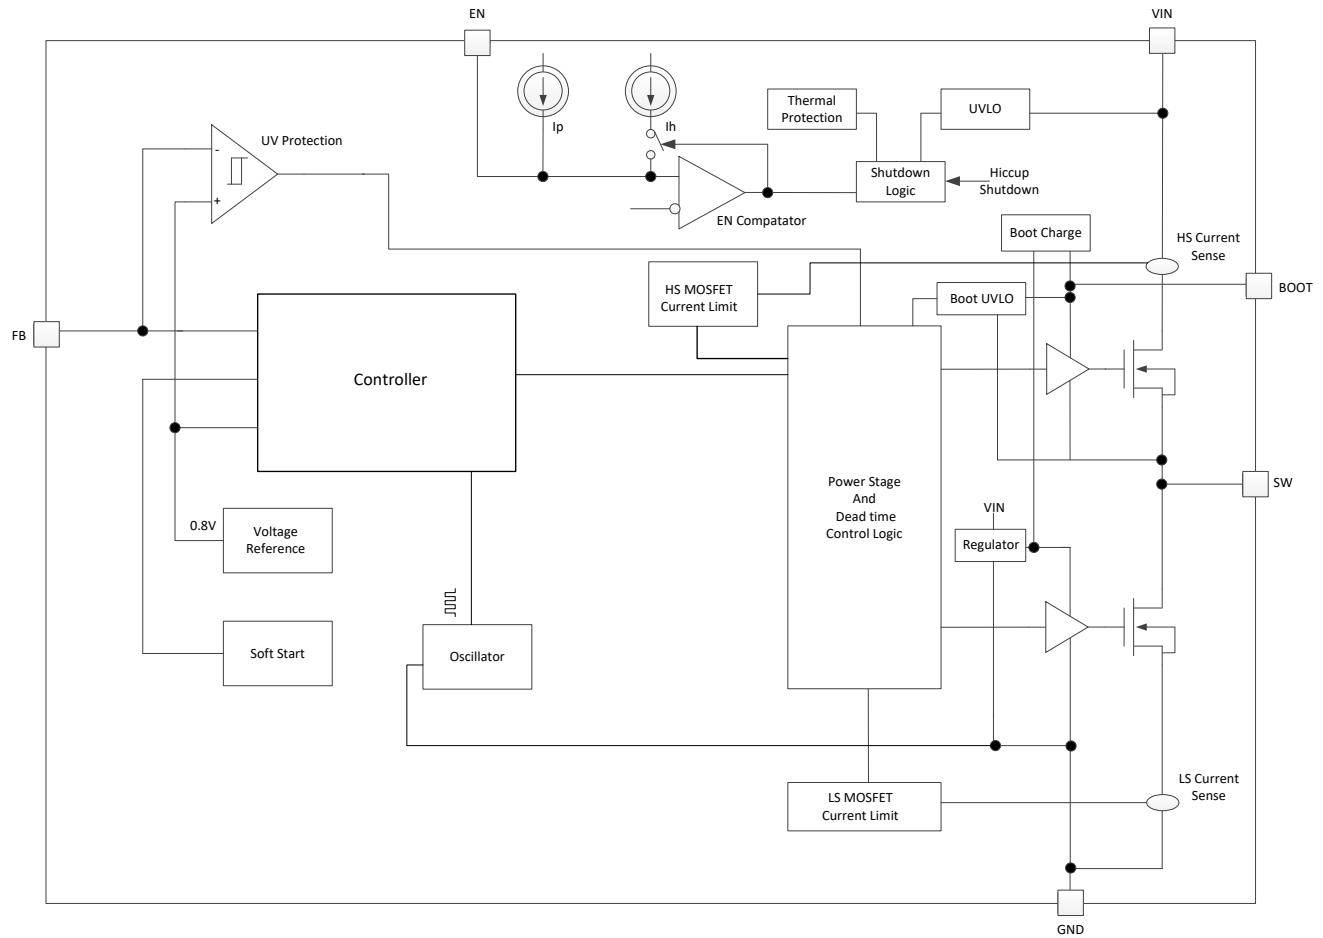 EN
VIN
Thermal
Protection
UVLO
Ip
Ih
UV Protection
-
+
Shutdown
Logic
Hiccup
Shutdown
EN Compatator
Boot Charge
HS Current
Sense
HS MOSFET
Current Limit
Boot UVLO
BOOT
FB
Controller
Power Stage
And
Dead time
Control Logic
SW
VIN
0.8V
Voltage
Reference
Regulator
Soft Start
Oscillator
LS Current
Sense
LS MOSFET
Current Limit
GND